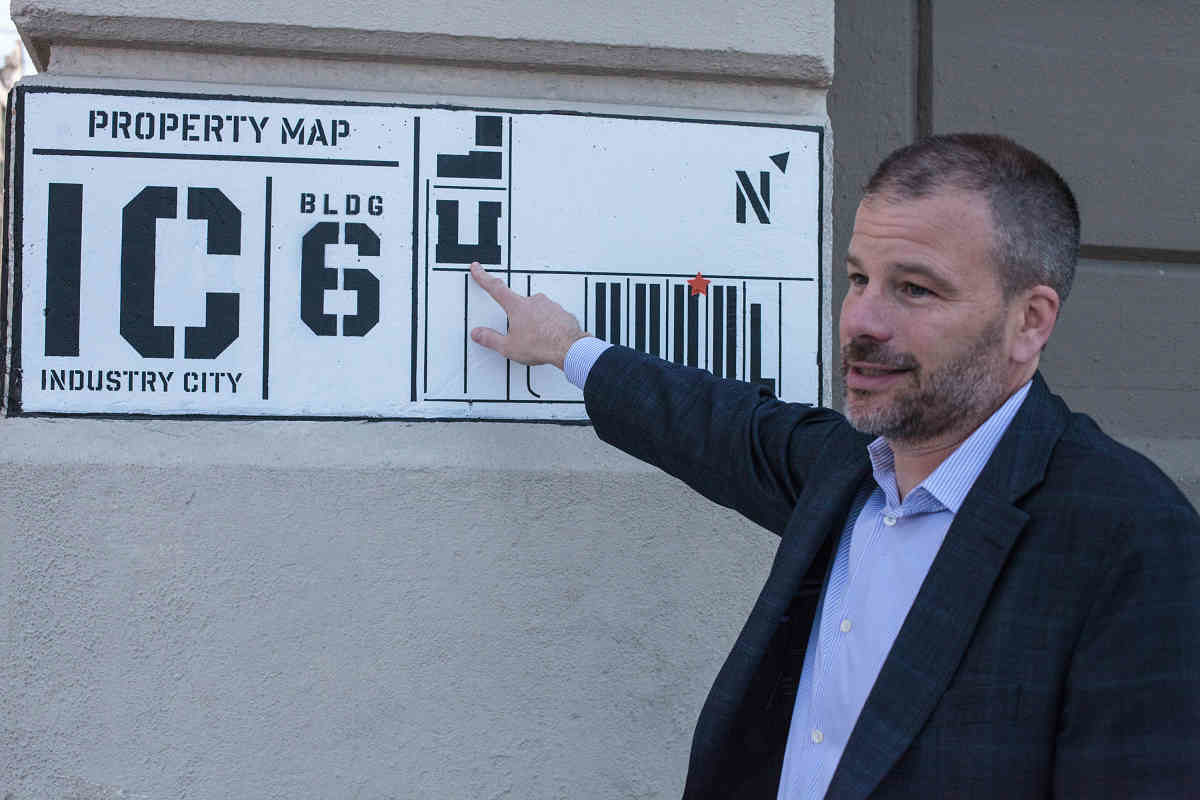 PROPERTY MAP
IC
INDUSTRY CITY
BLDG
6
N